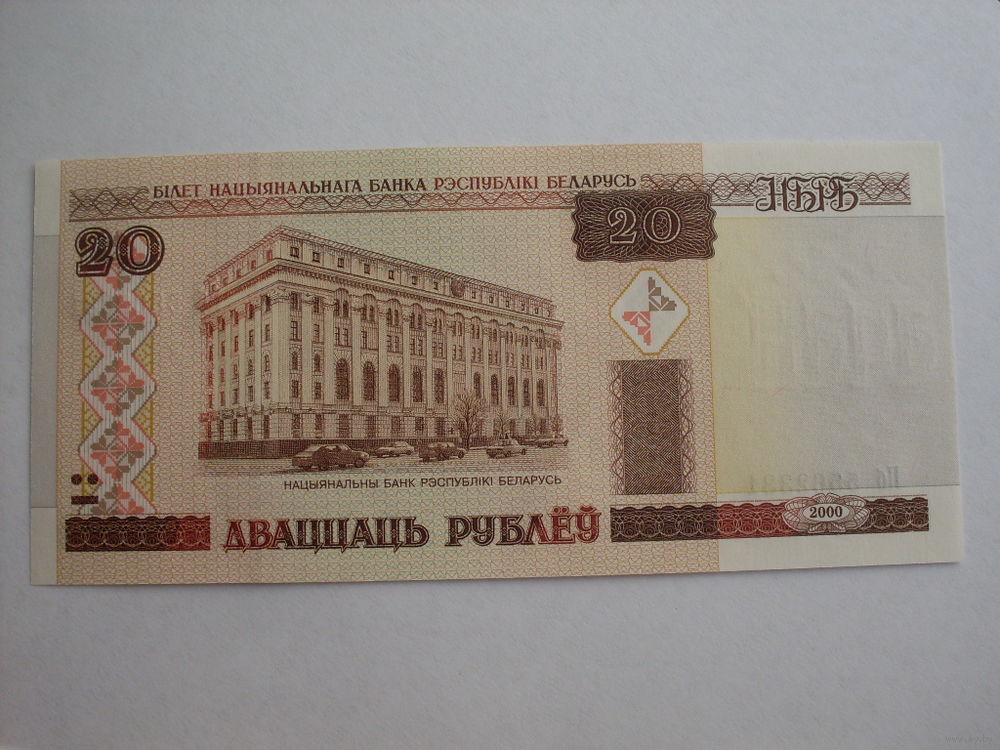 БІЛЕТ НАЦЫЯНАЛЬНАГА БАНКА РЭСПУБЛІКІ БЕЛАРУСЬ
НБРБ
20
20
НАЦЫЯНАЛЬНЫ БАНК РЭСПУБЛІКІ БЕЛАРУСЬ
ДВАЦЦАЦЬ РУБЛЁЎ
2000